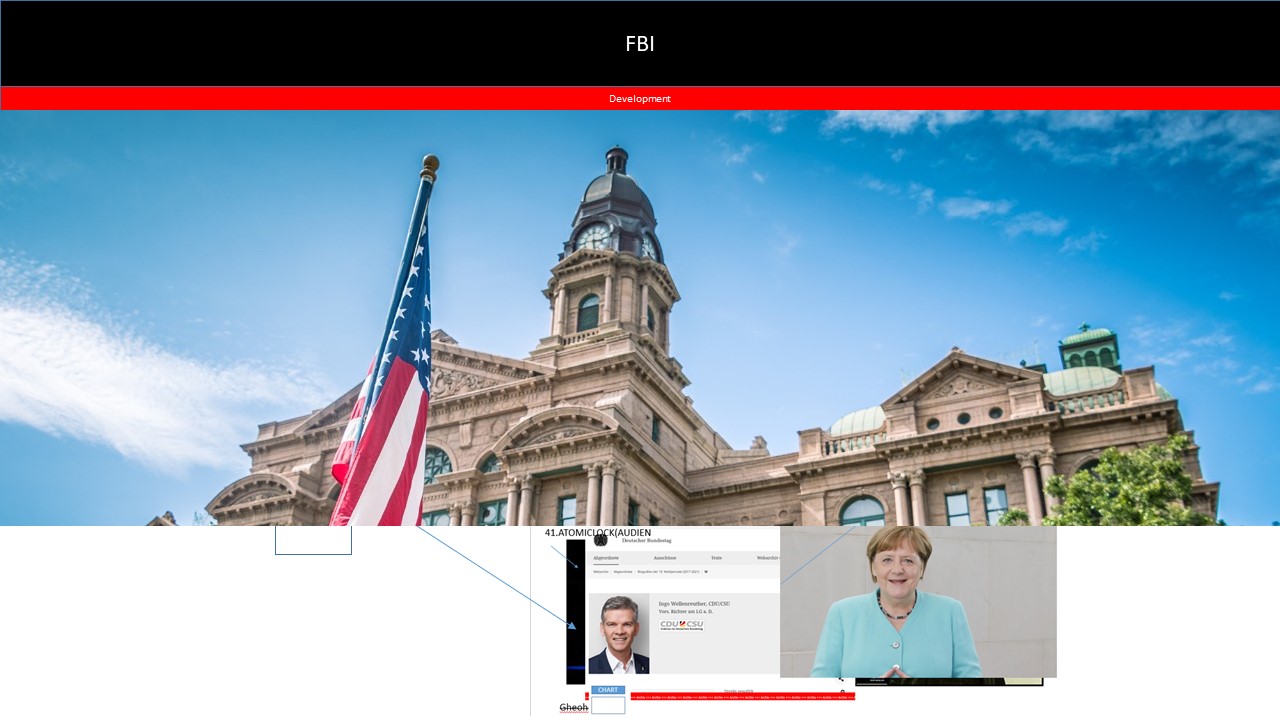 FBI
Development
41.ATOMICLOCK(AUDIEN
Deutscher Bundestag
Abgeordnete Ausschüsse Texte Webarchiv
Ingo Wellenreuther, CDU/CSU
Vors. Richter am LG a. D.
CDU CSU
CHART
Gheoh